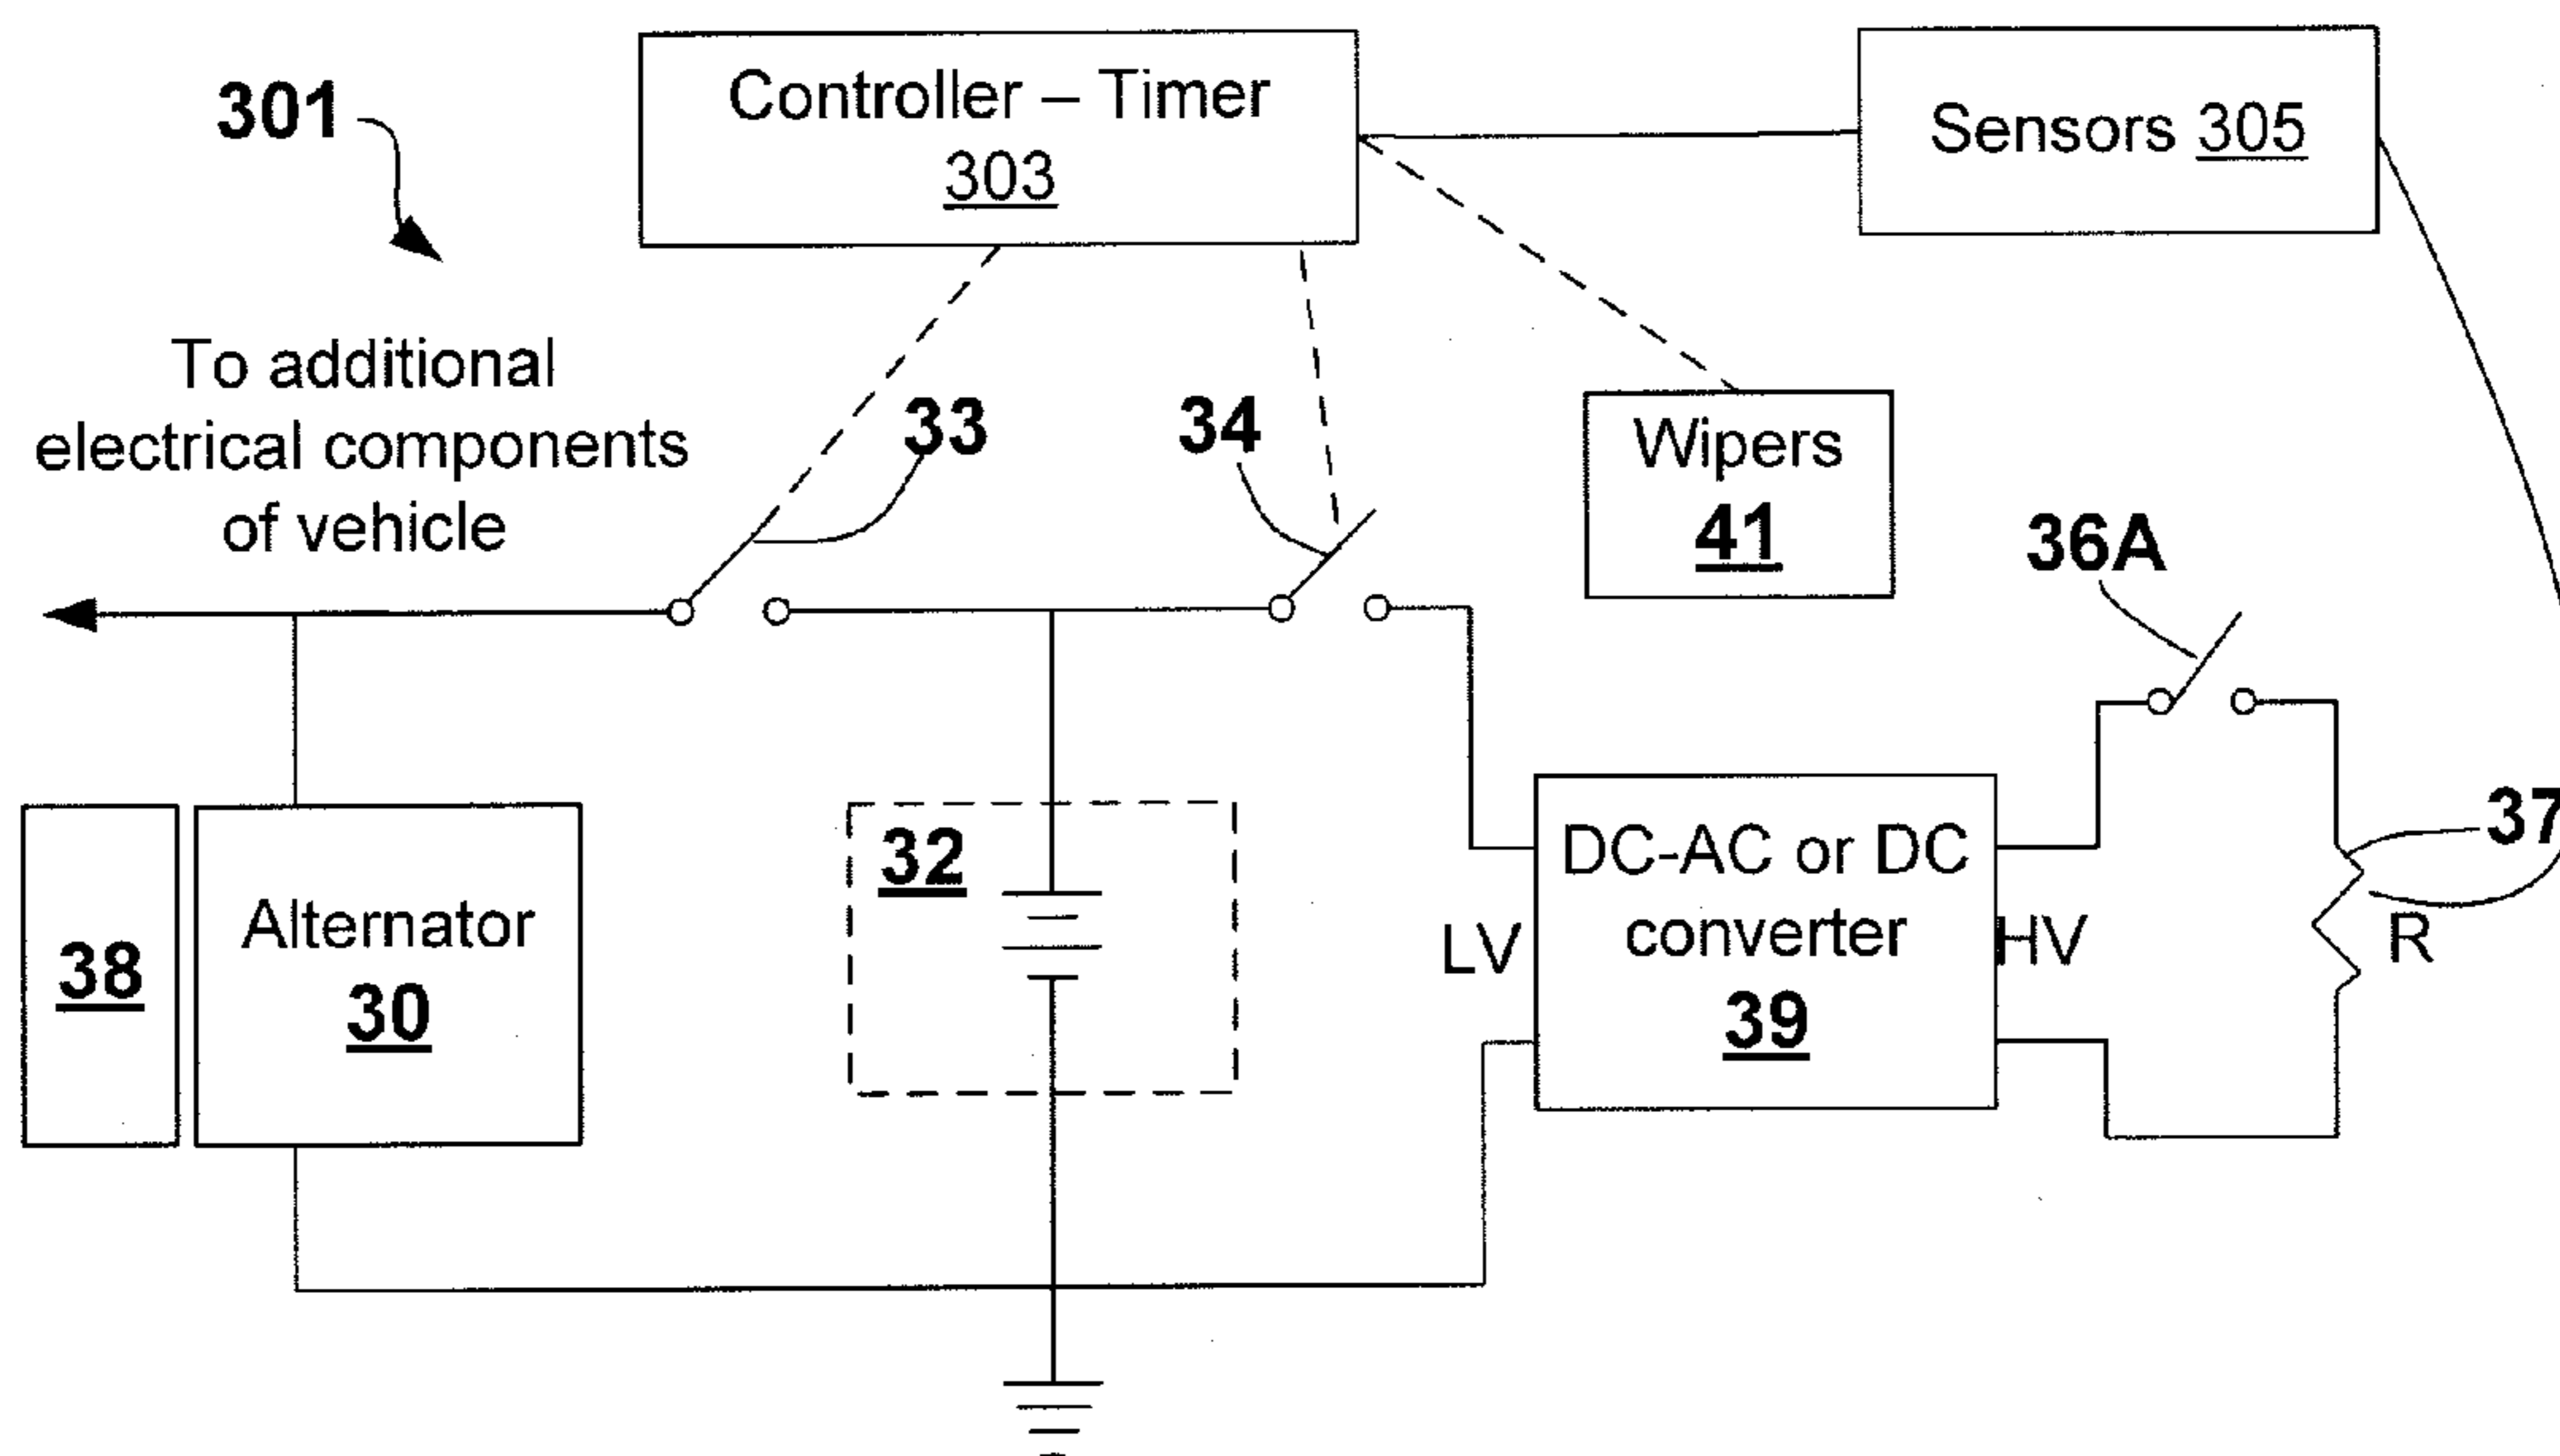 301
Controller – Timer
303
Sensors 305
To additional
electrical components
of vehicle
33
34
Wipers
41
36A
37
38
Alternator
30
32
LV
DC-AC or DC
converter
39
HV
R